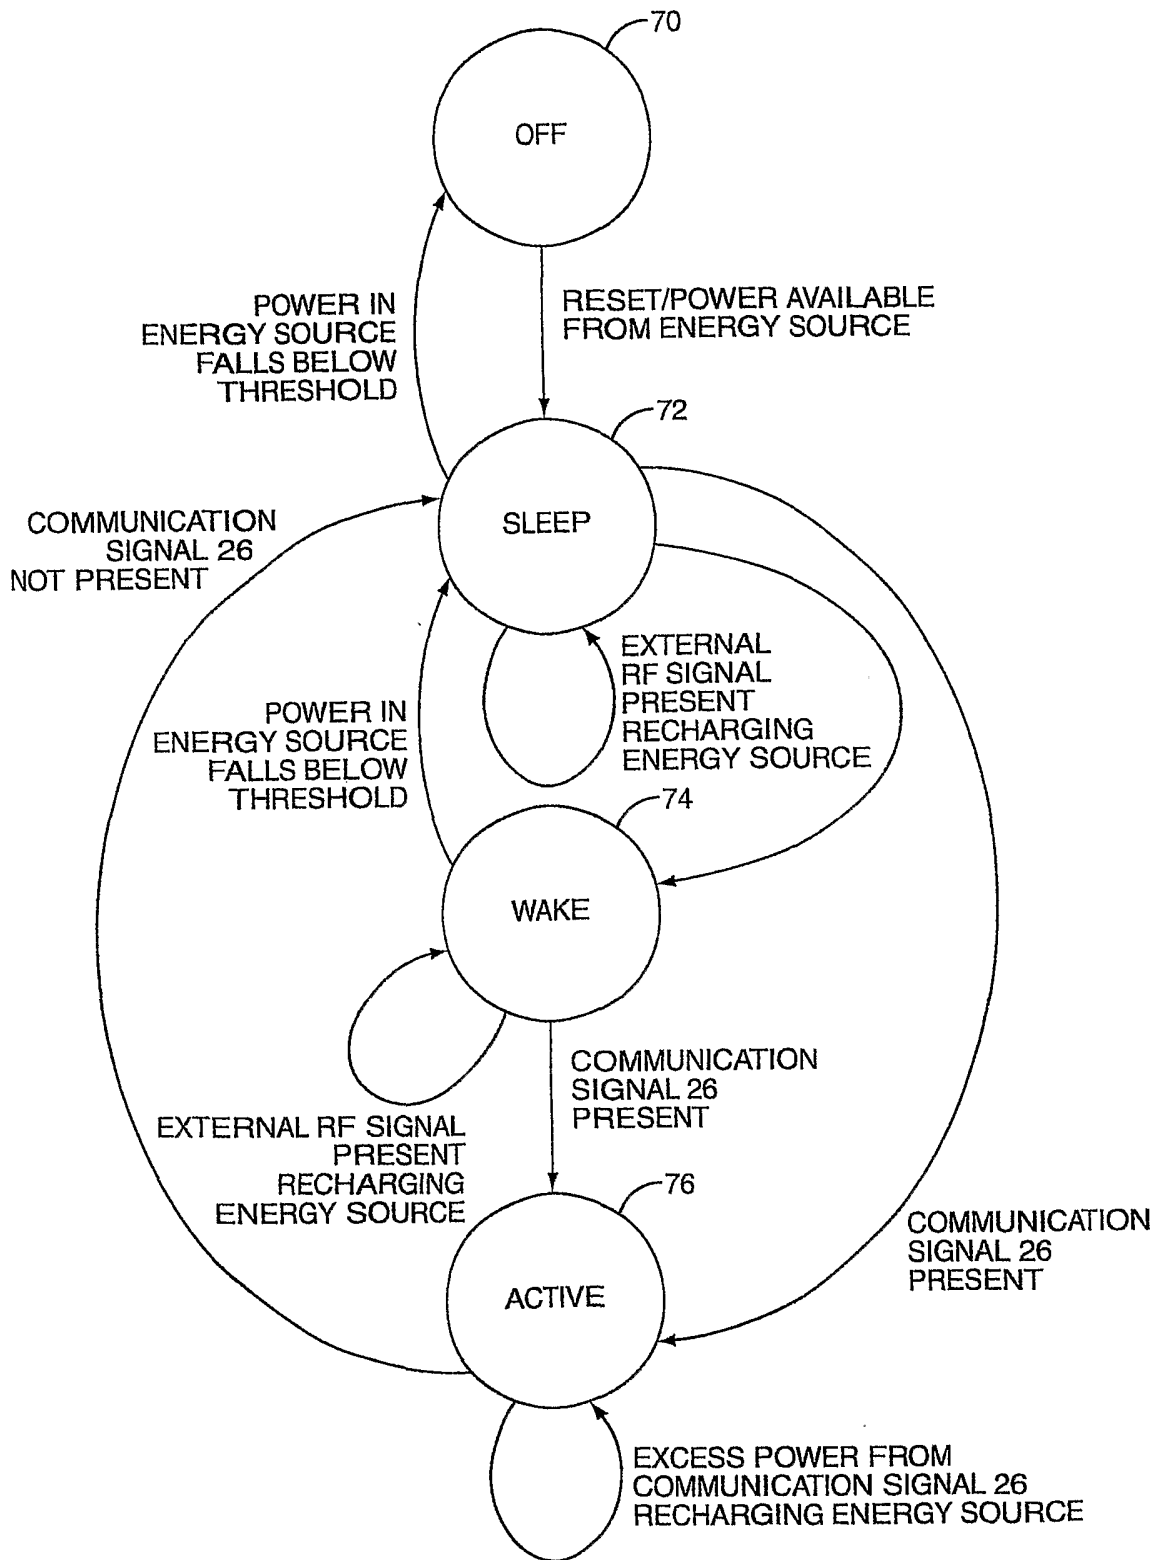 70
OFF
POWER IN
ENERGY SOURCE
FALLS BELOW
THRESHOLD
RESET/POWER AVAILABLE
FROM ENERGY SOURCE
72
SLEEP
COMMUNICATION
SIGNAL 26
NOT PRESENT
EXTERNAL
RF SIGNAL
PRESENT
RECHARGING
ENERGY SOURCE
POWER IN
ENERGY SOURCE
FALLS BELOW
THRESHOLD
74
WAKE
COMMUNICATION
SIGNAL 26
PRESENT
EXTERNAL RF SIGNAL
PRESENT
RECHARGING
ENERGY SOURCE
76
ACTIVE
COMMUNICATION
SIGNAL 26
PRESENT
EXCESS POWER FROM
COMMUNICATION SIGNAL 26
RECHARGING ENERGY SOURCE